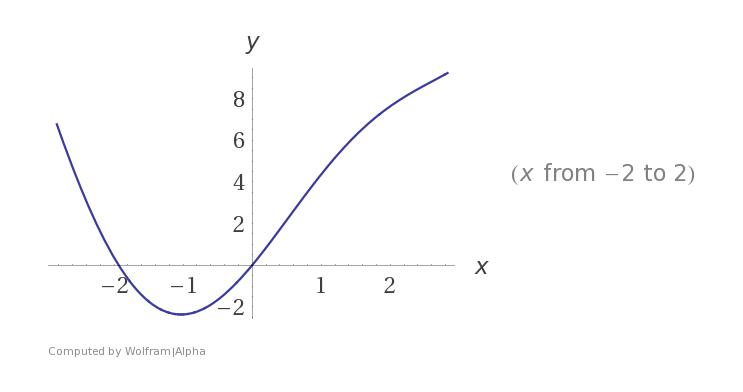 y
8
6
4
2
−2 −1 1 2 x
−2
(x from −2 to 2)
Computed by Wolfram|Alpha